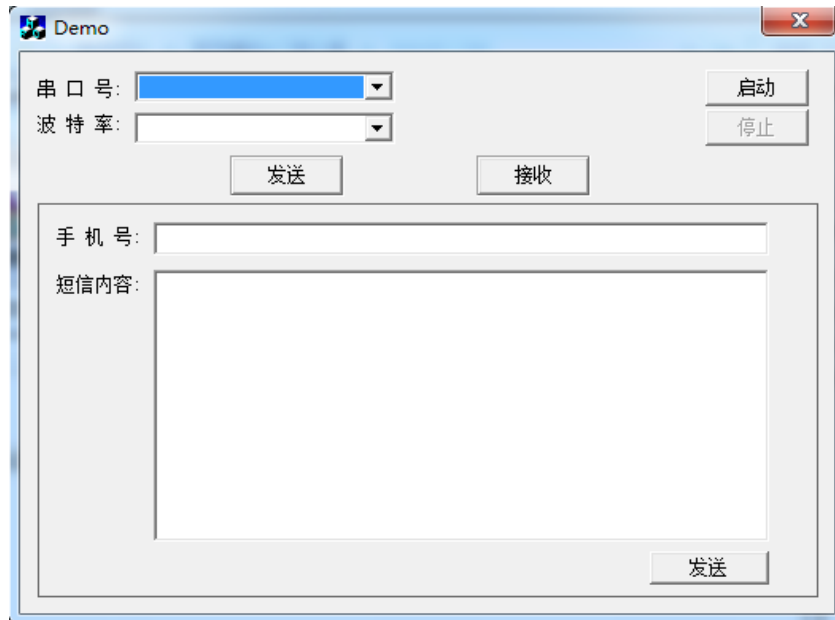 Demo
串 口 号:
启动
波 特 率:
停止
发送
接收
手 机 号:
短信内容:
发送